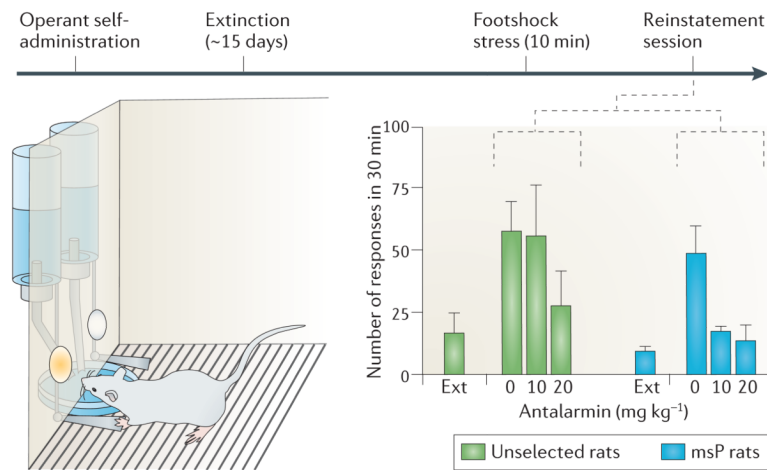 Operant self-
administration
Extinction
(~15 days)
Footshock
stress (10 min)
Reinstatement
session
Number of responses in 30 min
100
75
50
25
0
Ext
0
10
20
Ext
0
10
20
Antalarmin (mg kg⁻¹)
Unselected rats
msP rats